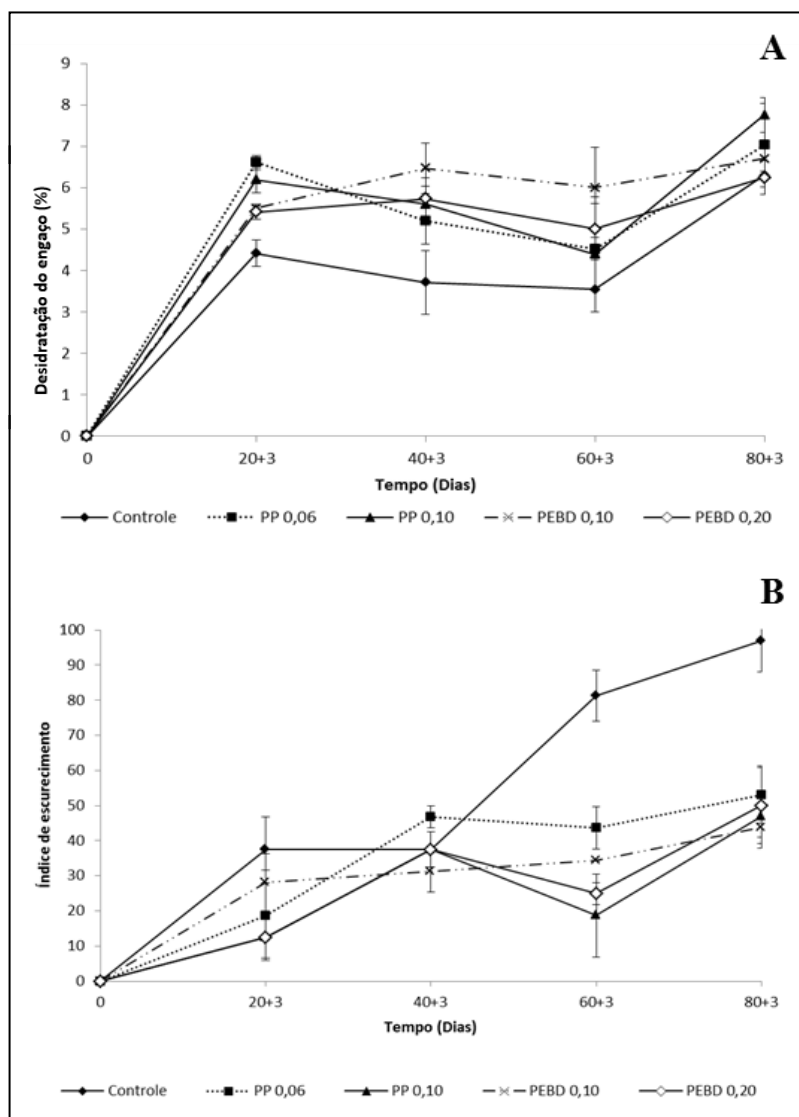 A
9
8
7
6
5
4
3
2
1
0
Desidratação do engaço (%)
0 20+3 40+3 60+3 80+3
Tempo (Dias)
Controle PP 0,06 PP 0,10 PEBD 0,10 PEBD 0,20
B
100
90
80
70
60
50
40
30
20
10
0
Índice de escurecimento
0 20+3 40+3 60+3 80+3
Tempo (Dias)
Controle PP 0,06 PP 0,10 PEBD 0,10 PEBD 0,20